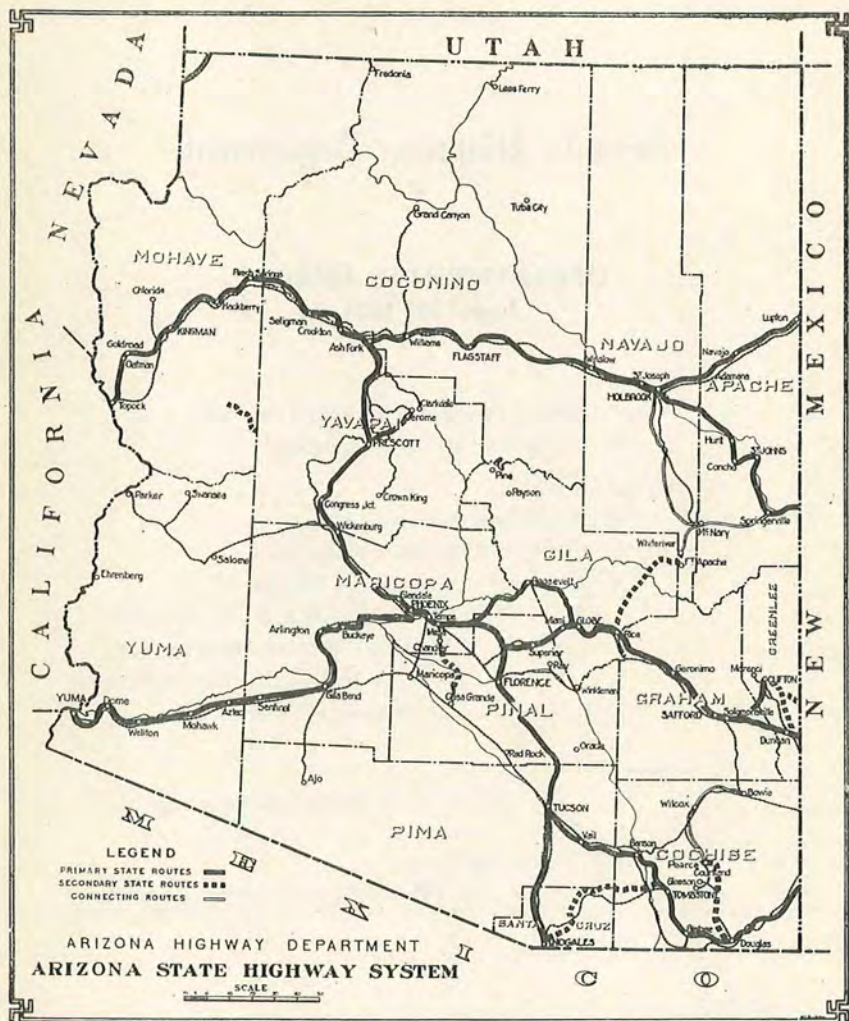 UTAH
NEVADA
CALIFORNIA
NEW MEXICO
MEXICO
Fredonia
Lees Ferry
Grand Canyon
Tuba City
MOHAVE
COCONINO
NAVAJO
APACHE
Chloride
Peach Springs
Hackberry
KINGMAN
Goldroad
Oatman
Topock
Seligman
Crookton
Ash Fork
Williams
FLAGSTAFF
Winslow
St Joseph
HOLBROOK
Navajo
Adamana
Lupton
Hunt
Concho
ST JOHNS
Springerville
McNary
Whiteriver
Ft Apache
YAVAPAI
Clarkdale
Jerome
PRESCOTT
Crown King
Congress Jct.
Wickenburg
Pine
Payson
Parker
Swansea
Salome
Ehrenberg
YUMA
MARICOPA
Glendale
PHOENIX
Tempe
Mesa
Chandler
Maricopa
Arlington
Buckeye
GILA
Roosevelt
Miami
GLOBE
Rice
Superior
Ray
Winkleman
FLORENCE
Casa Grande
PINAL
Geronimo
GRAHAM
SAFFORD
Solomonville
GREENLEE
Morenci
CLIFTON
Duncan
YUMA
Dome
Wellton
Mohawk
Aztec
Sentinal
Gila Bend
Ajo
Red Rock
Oracle
TUCSON
PIMA
Vail
Benson
Wilcox
Bowie
COCHISE
Pearce
Courtland
Gleeson
TOMBSTONE
Bisbee
Douglas
SANTA CRUZ
NOGALES
LEGEND
PRIMARY STATE ROUTES
SECONDARY STATE ROUTES
CONNECTING ROUTES
ARIZONA HIGHWAY DEPARTMENT
ARIZONA STATE HIGHWAY SYSTEM
SCALE